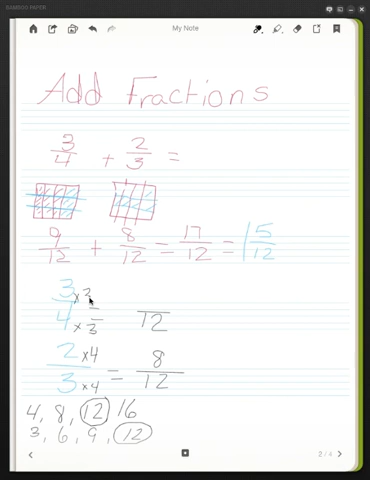 BAMBOO PAPER
My Note
Add Fractions
3/4 + 2/3 =
9/12 + 8/12 = 17/12 = 1 5/12
3/4 × 3/× 3 = /12
2/3 × 4/× 4 = 8/12
4, 8, 12 16
3, 6, 9, 12
2 / 4